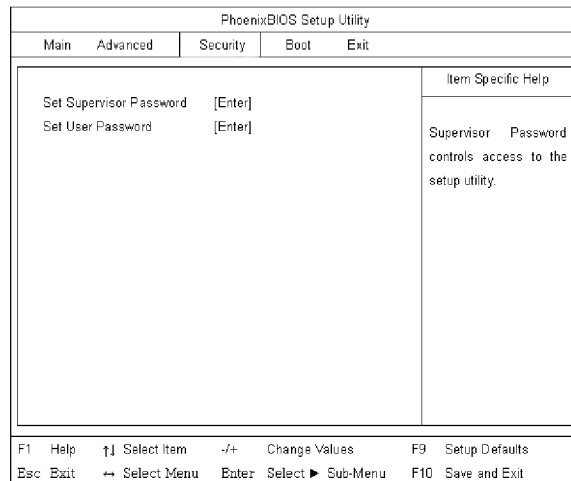 PhoenixBIOS Setup Utility
Main Advanced Security Boot Exit
Item Specific Help
Set Supervisor Password [Enter]
Set User Password [Enter]
Supervisor Password
controls access to the
setup utility.
F1 Help ↑↓ Select Item -/+ Change Values F9 Setup Defaults
Esc Exit ↔ Select Menu Enter Select ► Sub-Menu F10 Save and Exit